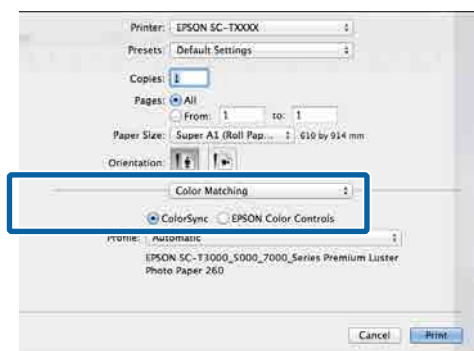 Printer: EPSON SC-TXXXX
Presets: Default Settings
Copies: 1
Pages: All
From: 1 to: 1
Paper Size: Super A1 (Roll Pap... 610 by 914 mm
Orientation:
Color Matching
ColorSync EPSON Color Controls
Profile: Automatic
EPSON SC-T3000_5000_7000_Series Premium Luster
Photo Paper 260
Cancel Print